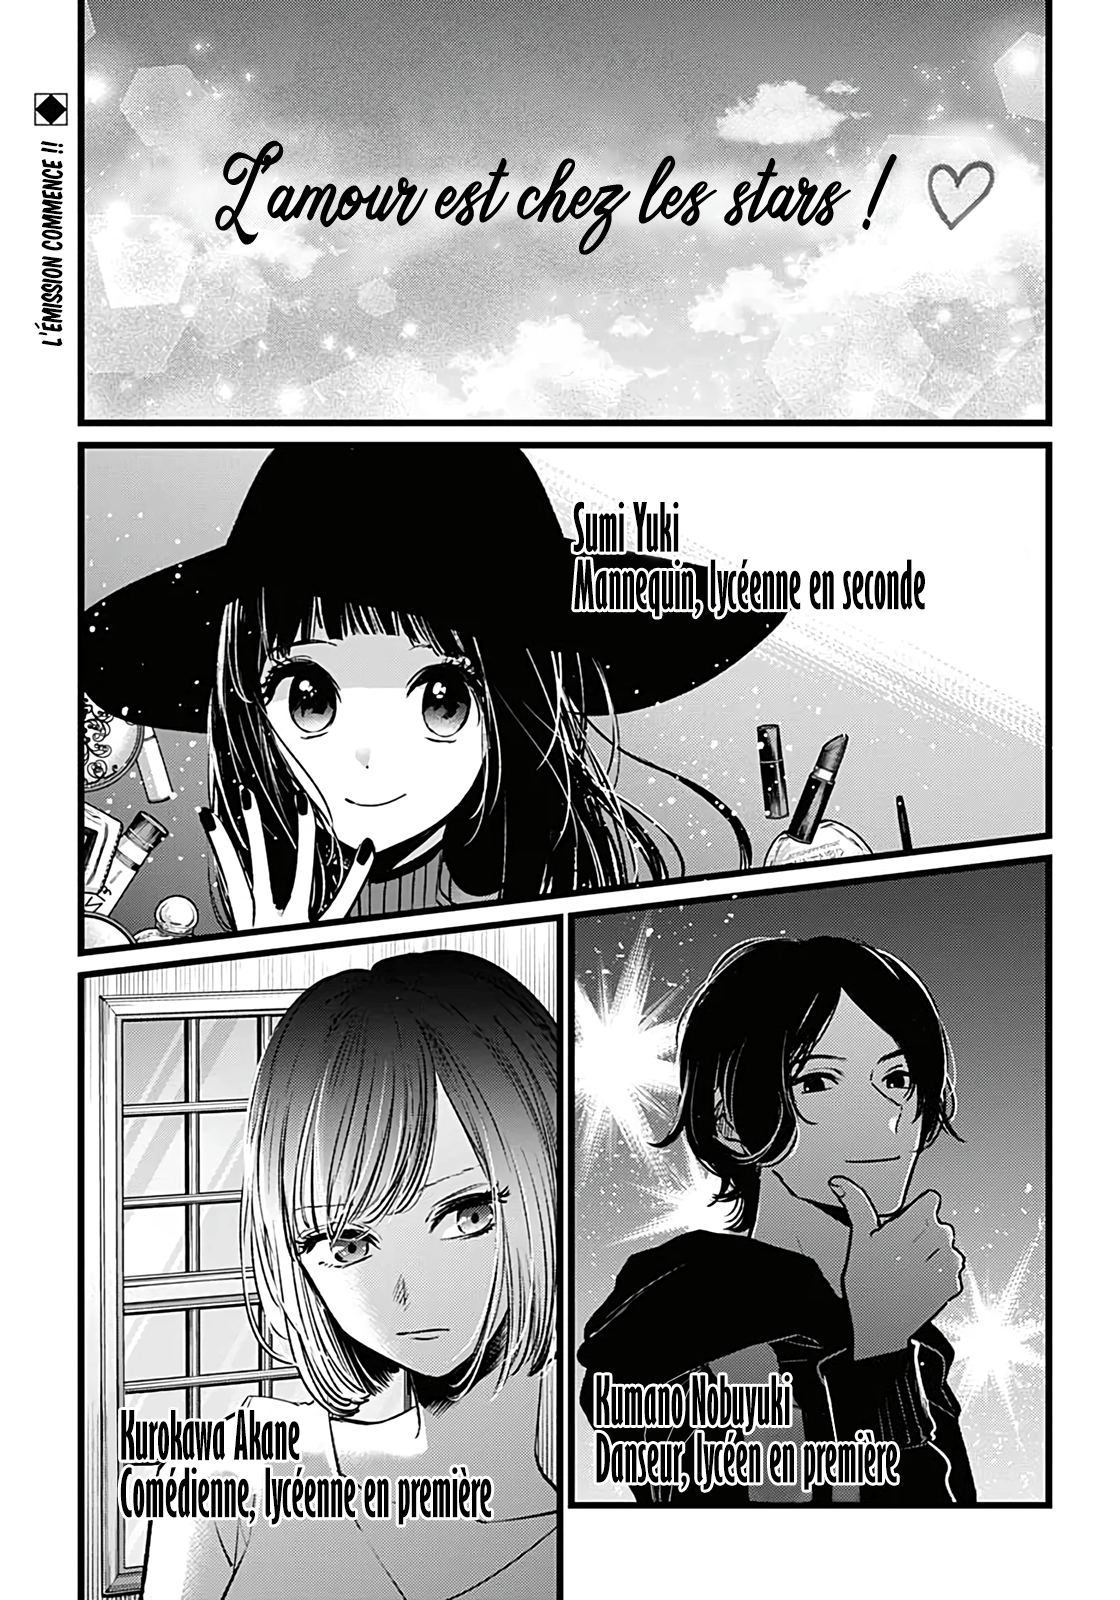 L'ÉMISSION COMMENCE !!
L'amour est chez les stars ! ♡
Sumi Yuki
Mannequin, lycéenne en seconde
Kumano Nobuyuki
Danseur, lycéen en première
Kurokawa Akane
Comédienne, lycéenne en première